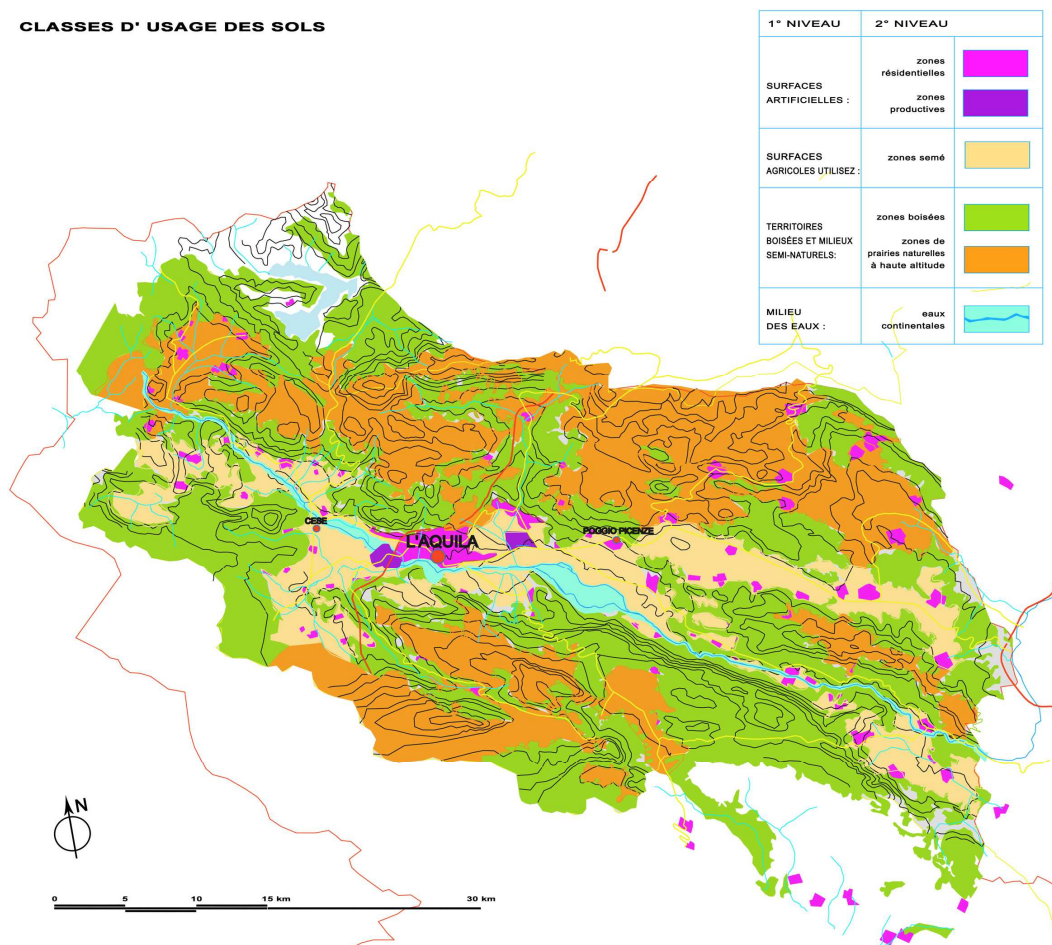 CLASSES D' USAGE DES SOLS
1° NIVEAU 2° NIVEAU
SURFACES
ARTIFICIELLES :
zones
résidentielles
zones
productives
SURFACES
AGRICOLES UTILISEZ :
zones semé
TERRITOIRES
BOISÉES ET MILIEUX
SEMI-NATURELS:
zones boisées
zones de
prairies naturelles
à haute altitude
MILIEU
DES EAUX :
eaux
continentales
CESE
L'AQUILA
POGGIO PICENZE
N
0 5 10 15 km 30 km